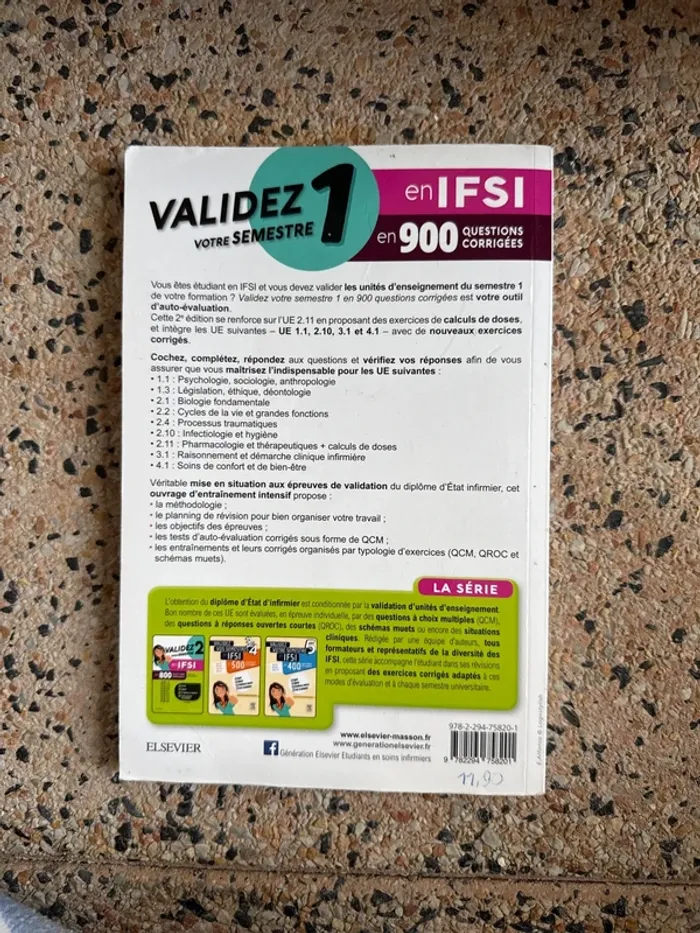 VALIDEZ 1
VOTRE SEMESTRE
en IFSI
en 900 QUESTIONS
CORRIGÉES
Vous êtes étudiant en IFSI et vous devez valider les unités d'enseignement du semestre 1
de votre formation ? Validez votre semestre 1 en 900 questions corrigées est votre outil
d'auto-évaluation.
Cette 2e édition se renforce sur l'UE 2.11 en proposant des exercices de calculs de doses,
et intègre les UE suivantes – UE 1.1, 2.10, 3.1 et 4.1 – avec de nouveaux exercices
corrigés.
Cochez, complétez, répondez aux questions et vérifiez vos réponses afin de vous
assurer que vous maîtrisez l'indispensable pour les UE suivantes :
• 1.1 : Psychologie, sociologie, anthropologie
• 1.3 : Législation, éthique, déontologie
• 2.1 : Biologie fondamentale
• 2.2 : Cycles de la vie et grandes fonctions
• 2.4 : Processus traumatiques
• 2.10 : Infectiologie et hygiène
• 2.11 : Pharmacologie et thérapeutiques + calculs de doses
• 3.1 : Raisonnement et démarche clinique infirmière
• 4.1 : Soins de confort et de bien-être
Véritable mise en situation aux épreuves de validation du diplôme d'État infirmier, cet
ouvrage d'entraînement intensif propose :
• la méthodologie ;
• le planning de révision pour bien organiser votre travail ;
• les objectifs des épreuves ;
• les tests d'auto-évaluation corrigés sous forme de QCM ;
• les entraînements et leurs corrigés organisés par typologie d'exercices (QCM, QROC et
schémas muets).
LA SÉRIE
L'obtention du diplôme d'État d'infirmier est conditionnée par la validation d'unités d'enseignement.
Bon nombre de ces UE sont évaluées, en épreuve individuelle, par des questions à choix multiples (QCM),
des questions à réponses ouvertes courtes (QROC), des schémas muets ou encore des situations
cliniques. Rédigée par une équipe d'auteurs, tous
formateurs et représentatifs de la diversité des
IFSI, cette série accompagne l'étudiant dans ses révisions
en proposant des exercices corrigés adaptés à ces
modes d'évaluation et à chaque semestre universitaire.
VALIDEZ 2
en IFSI
en 800
4
IFSI
500
5
IFSI
en 400
ELSEVIER
www.elsevier-masson.fr
www.generationelsevier.fr
Génération Elsevier Etudiants en soins infirmiers
978-2-294-75820-1
9 782294 758201
11,90